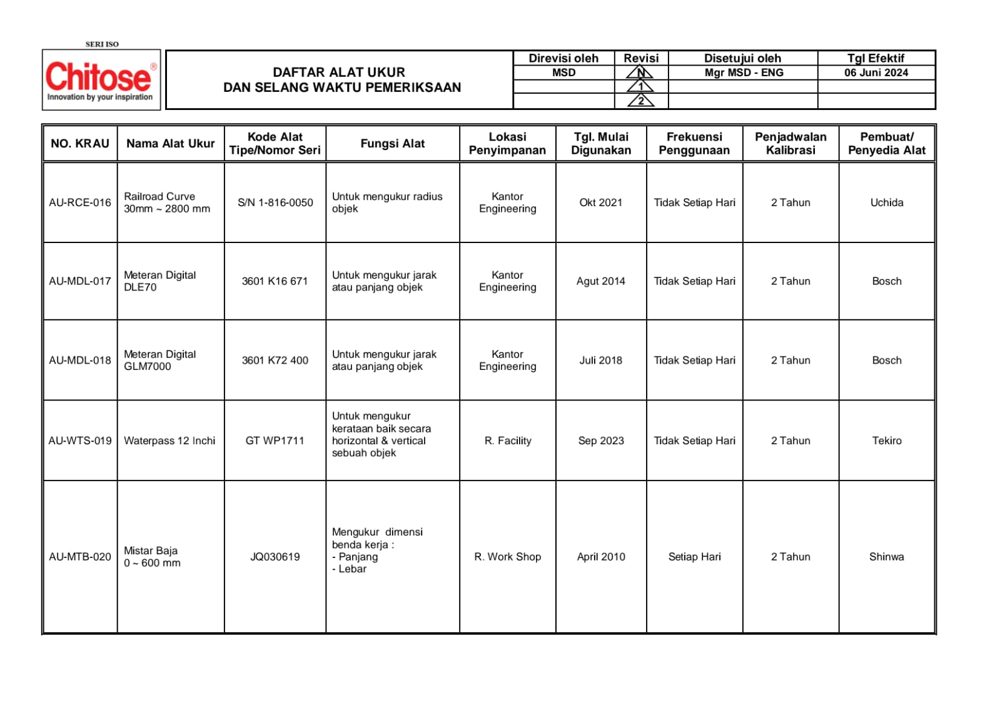 SERI ISO
Chitose®
Innovation by your inspiration
DAFTAR ALAT UKUR
DAN SELANG WAKTU PEMERIKSAAN
Direvisi oleh Revisi Disetujui oleh Tgl Efektif
MSD N Mgr MSD - ENG 06 Juni 2024
1
2
NO. KRAU Nama Alat Ukur Kode Alat Tipe/Nomor Seri Fungsi Alat Lokasi Penyimpanan Tgl. Mulai Digunakan Frekuensi Penggunaan Penjadwalan Kalibrasi Pembuat/ Penyedia Alat
AU-RCE-016
Railroad Curve
30mm ~ 2800 mm
S/N 1-816-0050
Untuk mengukur radius
objek
Kantor
Engineering
Okt 2021
Tidak Setiap Hari
2 Tahun
Uchida
AU-MDL-017
Meteran Digital
DLE70
3601 K16 671
Untuk mengukur jarak
atau panjang objek
Kantor
Engineering
Agut 2014
Tidak Setiap Hari
2 Tahun
Bosch
AU-MDL-018
Meteran Digital
GLM7000
3601 K72 400
Untuk mengukur jarak
atau panjang objek
Kantor
Engineering
Juli 2018
Tidak Setiap Hari
2 Tahun
Bosch
AU-WTS-019
Waterpass 12 Inchi
GT WP1711
Untuk mengukur
kerataan baik secara
horizontal & vertical
sebuah objek
R. Facility
Sep 2023
Tidak Setiap Hari
2 Tahun
Tekiro
AU-MTB-020
Mistar Baja
0 ~ 600 mm
JQ030619
Mengukur dimensi
benda kerja :
- Panjang
- Lebar
R. Work Shop
April 2010
Setiap Hari
2 Tahun
Shinwa